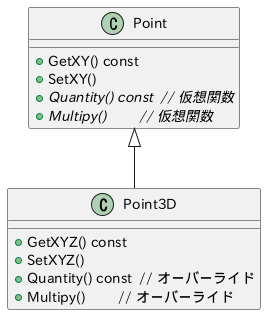 C Point
GetXY() const
SetXY()
Quantity() const // 仮想関数
Multipy() // 仮想関数
C Point3D
GetXYZ() const
SetXYZ()
Quantity() const // オーバーライド
Multipy() // オーバーライド